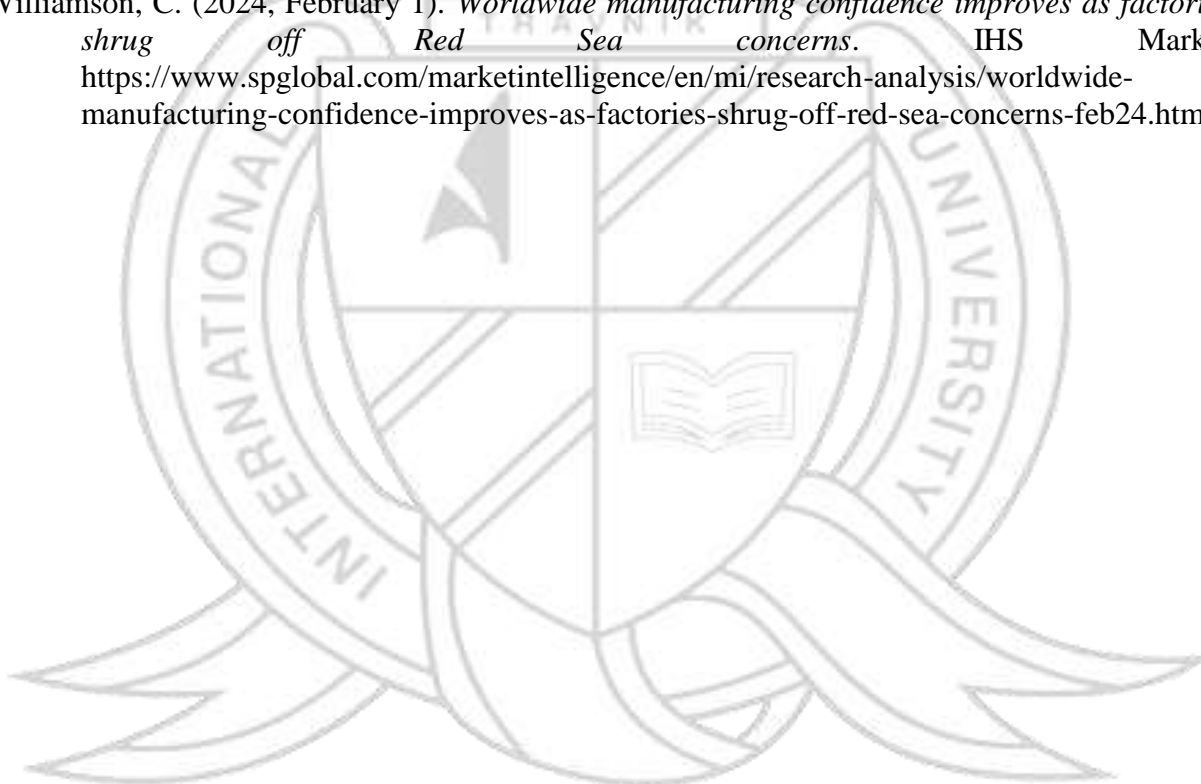 Williamson, C. (2024, February 1). Worldwide manufacturing confidence improves as factori
shrug off Red Sea concerns. IHS Mark
https://www.spglobal.com/marketintelligence/en/mi/research-analysis/worldwide-
manufacturing-confidence-improves-as-factories-shrug-off-red-sea-concerns-feb24.htm
TRAVNIK
INTERNATIONAL
UNIVERSITY